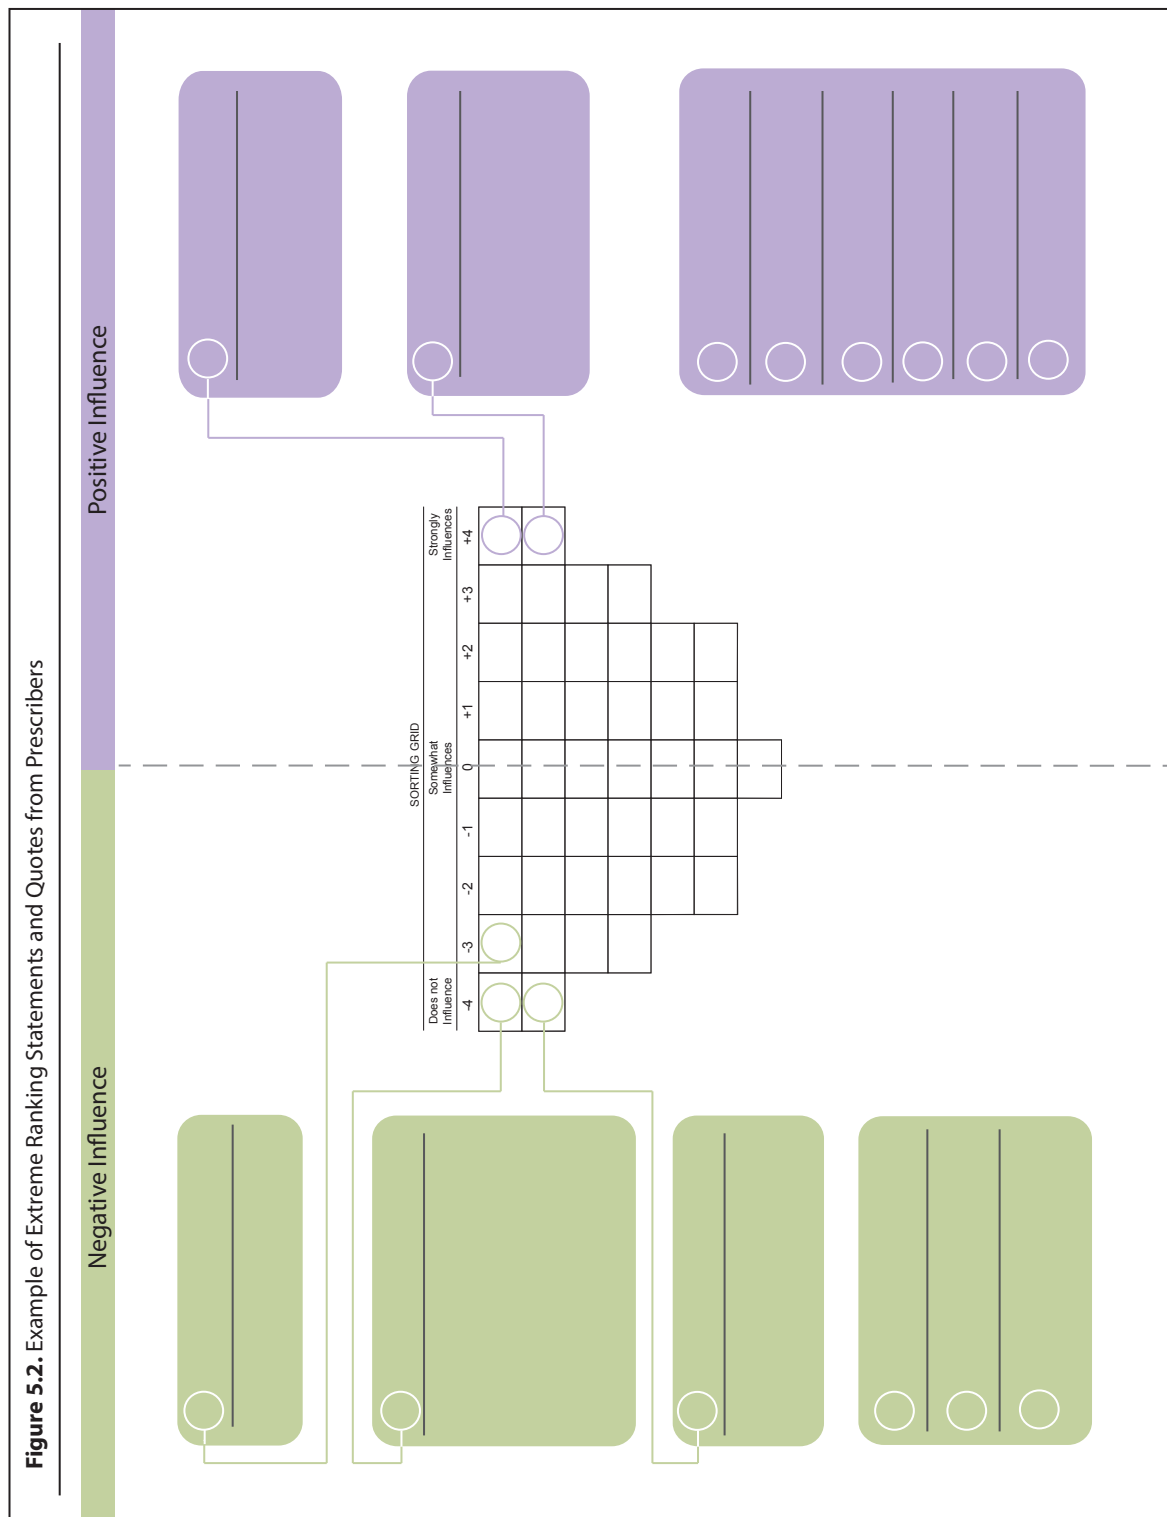 Figure 5.2. Example of Extreme Ranking Statements and Quotes from Prescribers
Negative Influence
Positive Influence
SORTING GRID
Does not
Influence
Somewhat
Influences
Strongly
Influences
-4 -3 -2 -1 0 +1 +2 +3 +4